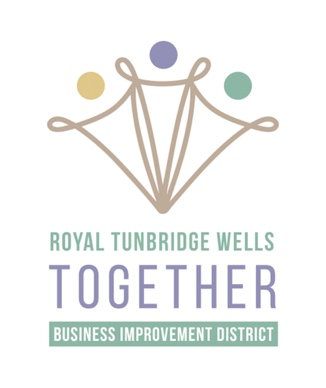 ROYAL TUNBRIDGE WELLS
TOGETHER
BUSINESS IMPROVEMENT DISTRICT